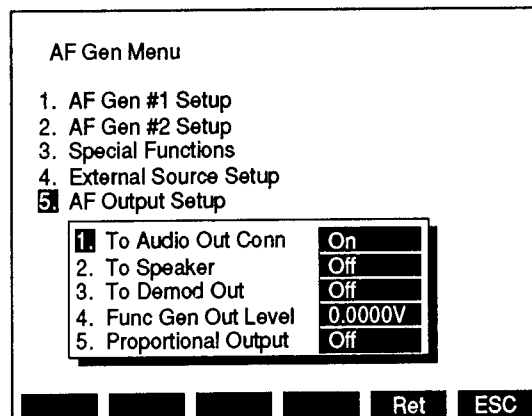 AF Gen Menu
1. AF Gen #1 Setup
2. AF Gen #2 Setup
3. Special Functions
4. External Source Setup
5. AF Output Setup
1. To Audio Out Conn On
2. To Speaker Off
3. To Demod Out Off
4. Func Gen Out Level 0.0000V
5. Proportional Output Off
Ret ESC